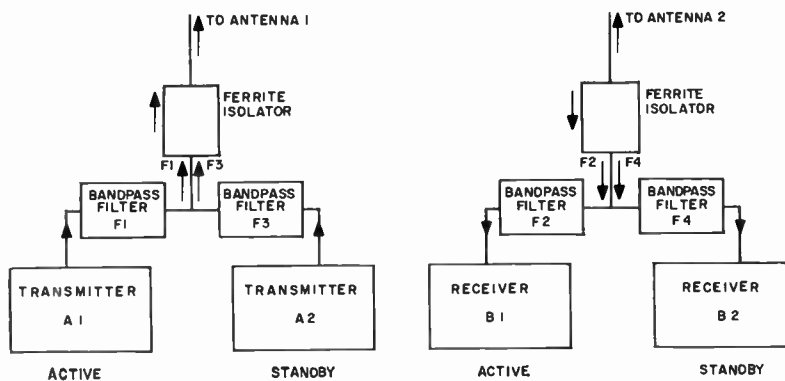 TO ANTENNA 1
FERRITE
ISOLATOR
F1 F3
BANDPASS
FILTER
F1
BANDPASS
FILTER
F3
TRANSMITTER
A1
TRANSMITTER
A2
ACTIVE
STANDBY
TO ANTENNA 2
FERRITE
ISOLATOR
F2 F4
BANDPASS
FILTER
F2
BANDPASS
FILTER
F4
RECEIVER
B1
RECEIVER
B2
ACTIVE
STANDBY